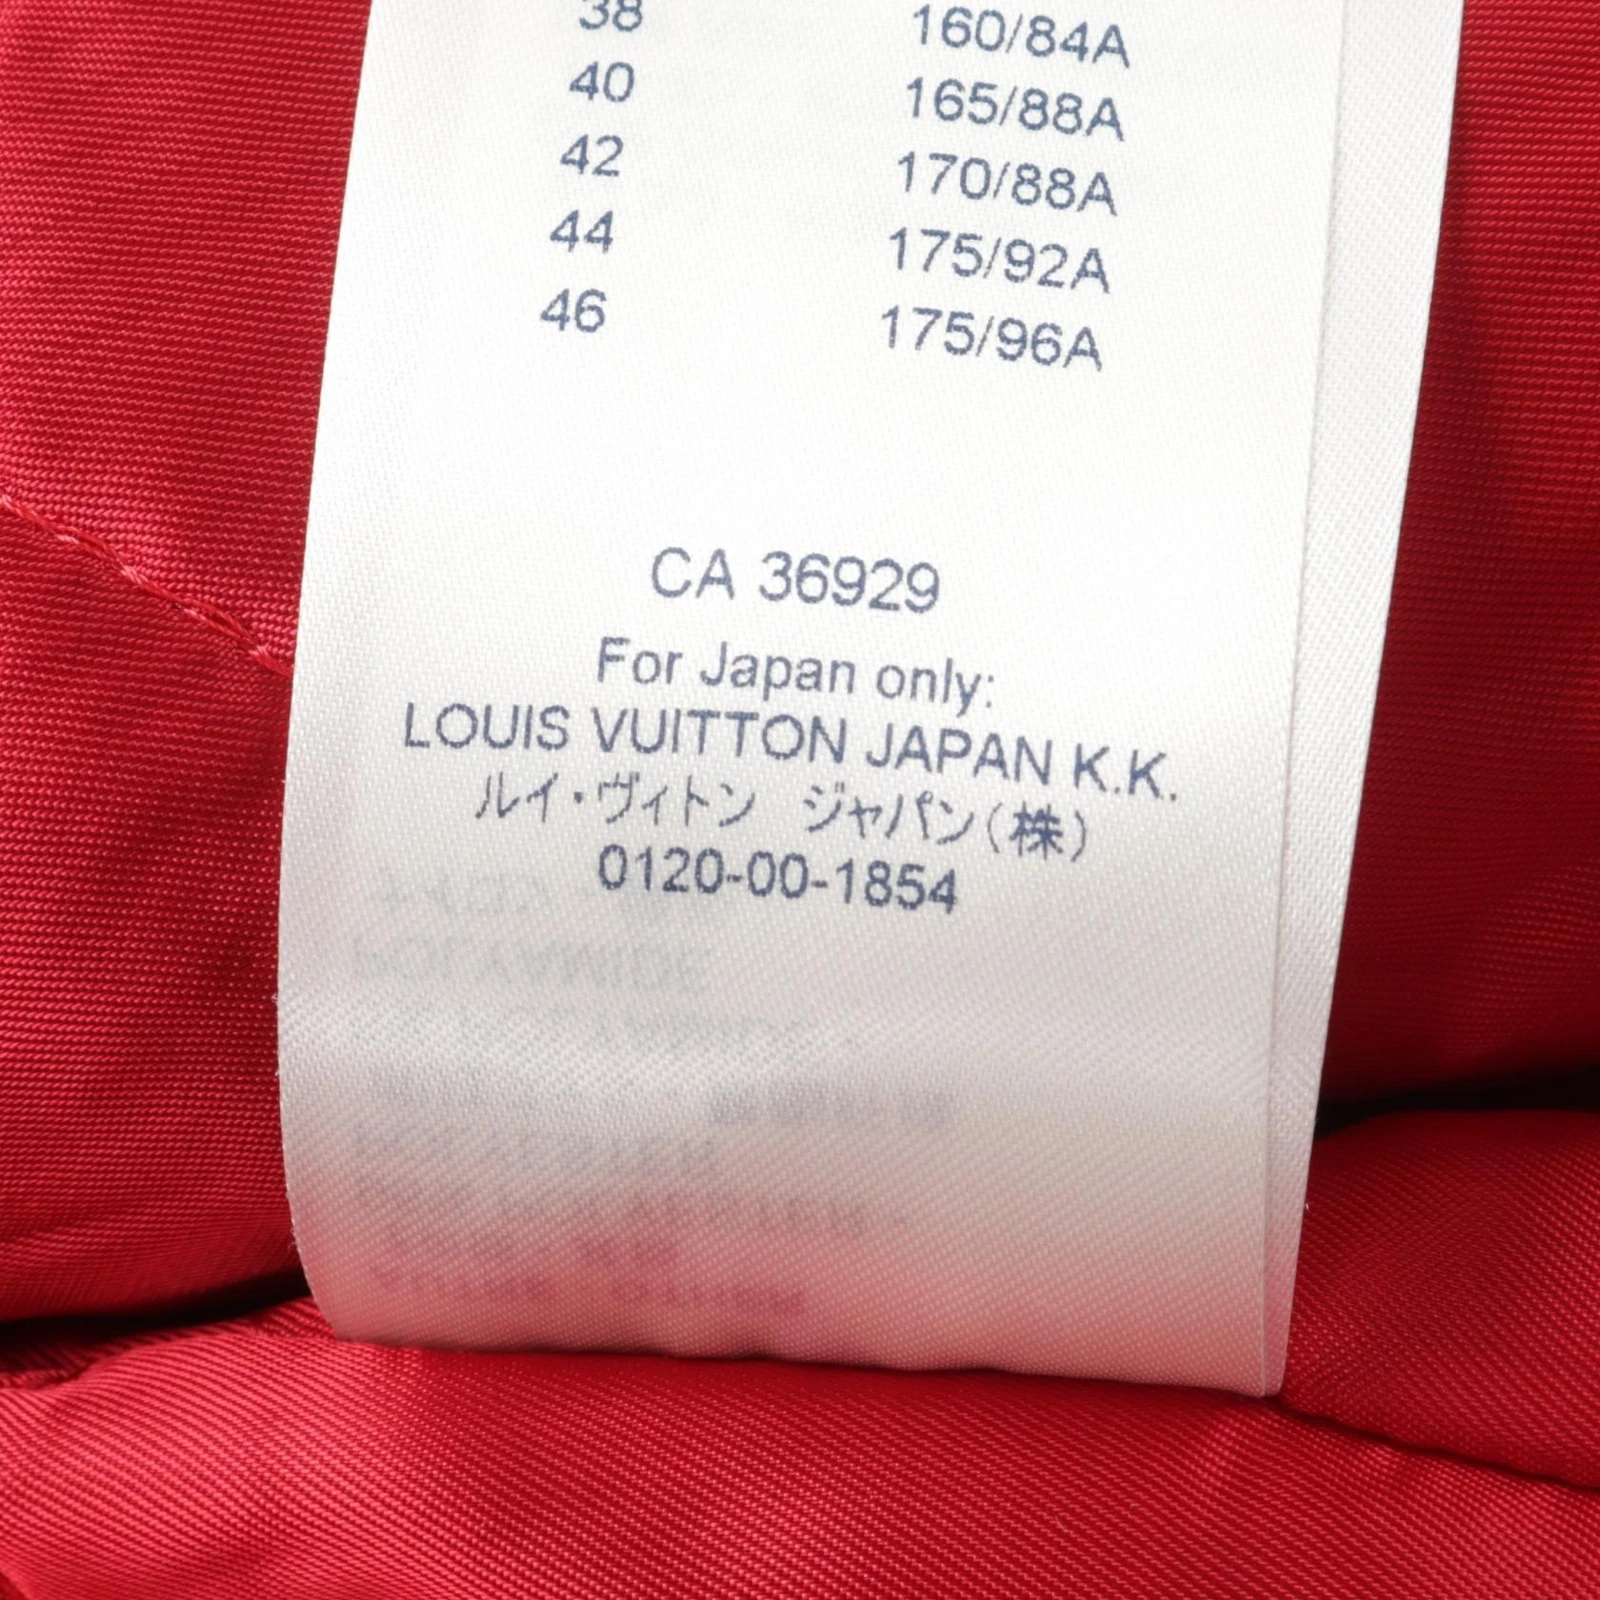 38 160/84A
40 165/88A
42 170/88A
44 175/92A
46 175/96A
CA 36929
For Japan only:
LOUIS VUITTON JAPAN K.K.
ルイ・ヴィトン ジャパン(株)
0120-00-1854